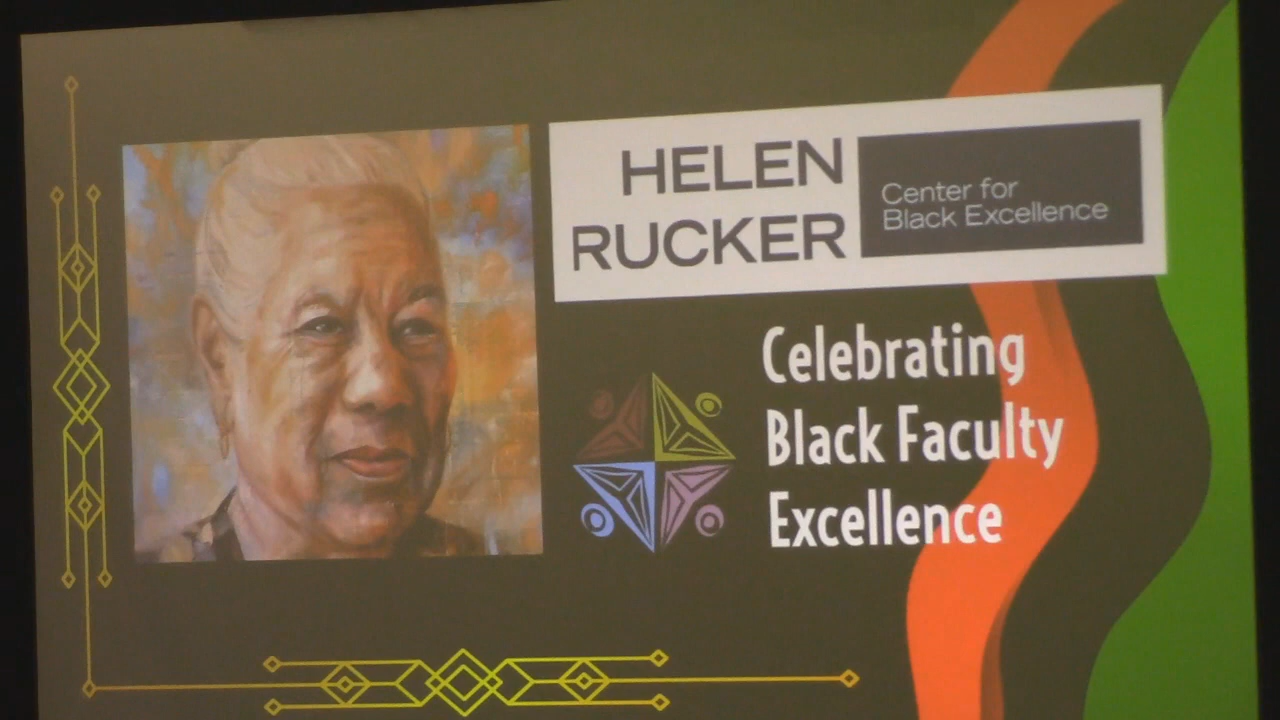 HELEN
RUCKER
Center for
Black Excellence
Celebrating
Black Faculty
Excellence